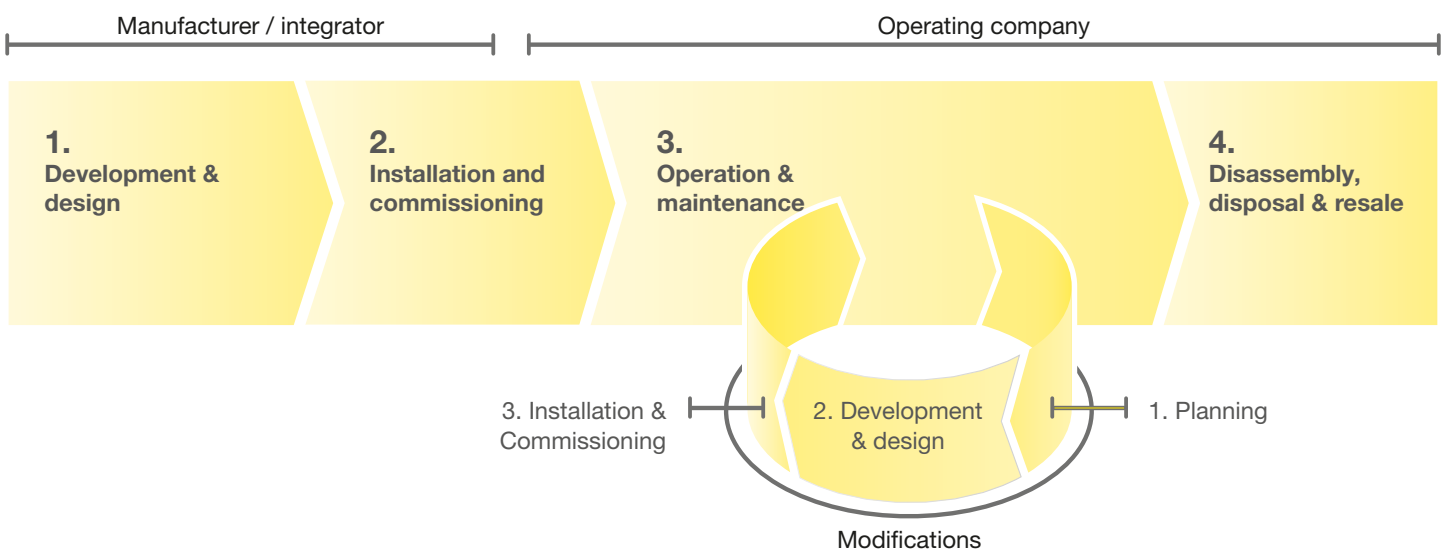 Manufacturer / integrator
Operating company
1.
Development &
design
2.
Installation and
commissioning
3.
Operation &
maintenance
4.
Disassembly,
disposal & resale
3. Installation &
Commissioning
2. Development
& design
1. Planning
Modifications